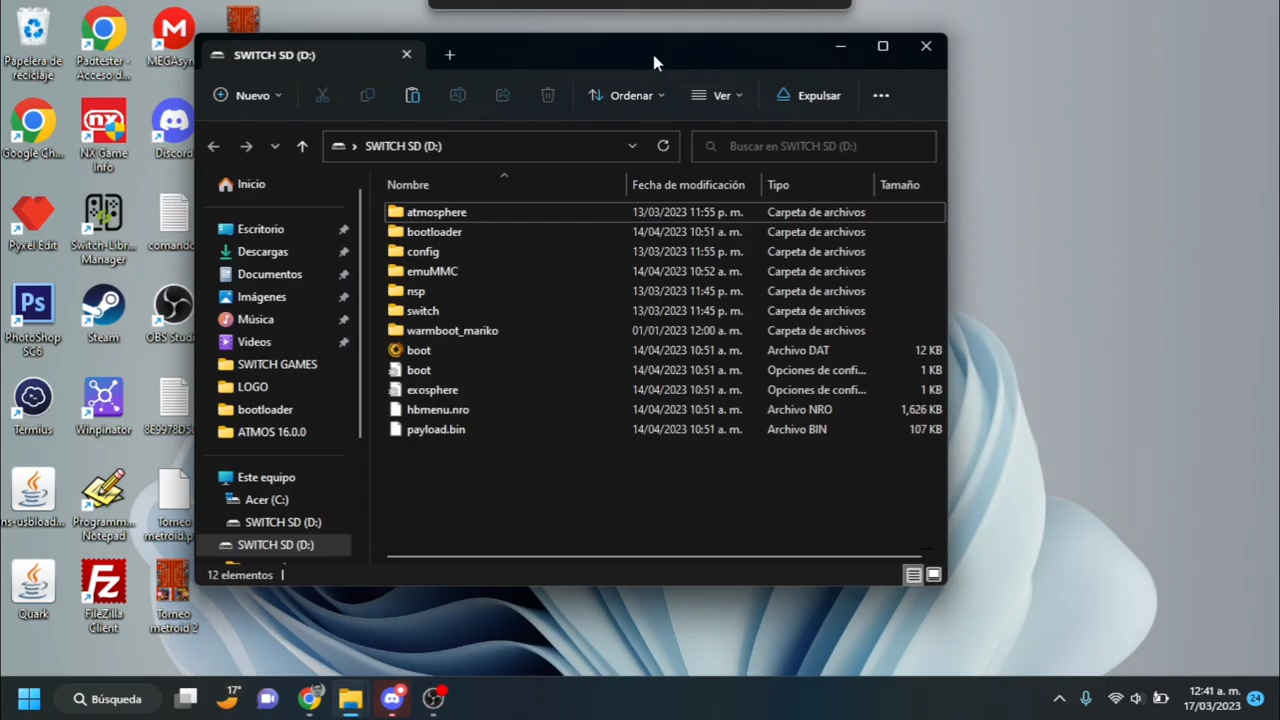 Papelera de
reciclaje
Padtester -
Acceso d...
MEGAsyn
Google Ch...
NX Game
Info
Discord
Pyxel Edit
Switch-Libr...
Manager
comando
PhotoShop
SC6
Steam
OBS Studi
Termius
Winpinator
8E9978D5
ns-usbload...
Programm...
Notepad
Torneo
metroid.p
Quark
FileZilla
Client
Torneo
metroid 2
SWITCH SD (D:)
Nuevo
Ordenar
Ver
Expulsar
SWITCH SD (D:)
Buscar en SWITCH SD (D:)
Inicio
Escritorio
Descargas
Documentos
Imágenes
Música
Videos
SWITCH GAMES
LOGO
bootloader
ATMOS 16.0.0
Este equipo
Acer (C:)
SWITCH SD (D:)
SWITCH SD (D:)
Nombre Fecha de modificación Tipo Tamaño
atmosphere 13/03/2023 11:55 p. m. Carpeta de archivos
bootloader 14/04/2023 10:51 a. m. Carpeta de archivos
config 13/03/2023 11:55 p. m. Carpeta de archivos
emuMMC 14/04/2023 10:52 a. m. Carpeta de archivos
nsp 13/03/2023 11:45 p. m. Carpeta de archivos
switch 13/03/2023 11:45 p. m. Carpeta de archivos
warmboot_mariko 01/01/2023 12:00 a. m. Carpeta de archivos
boot 14/04/2023 10:51 a. m. Archivo DAT 12 KB
boot 14/04/2023 10:51 a. m. Opciones de confi... 1 KB
exosphere 14/04/2023 10:51 a. m. Opciones de confi... 1 KB
hbmenu.nro 14/04/2023 10:51 a. m. Archivo NRO 1,626 KB
payload.bin 14/04/2023 10:51 a. m. Archivo BIN 107 KB
12 elementos
Búsqueda
17°
12:41 a. m.
17/03/2023
24